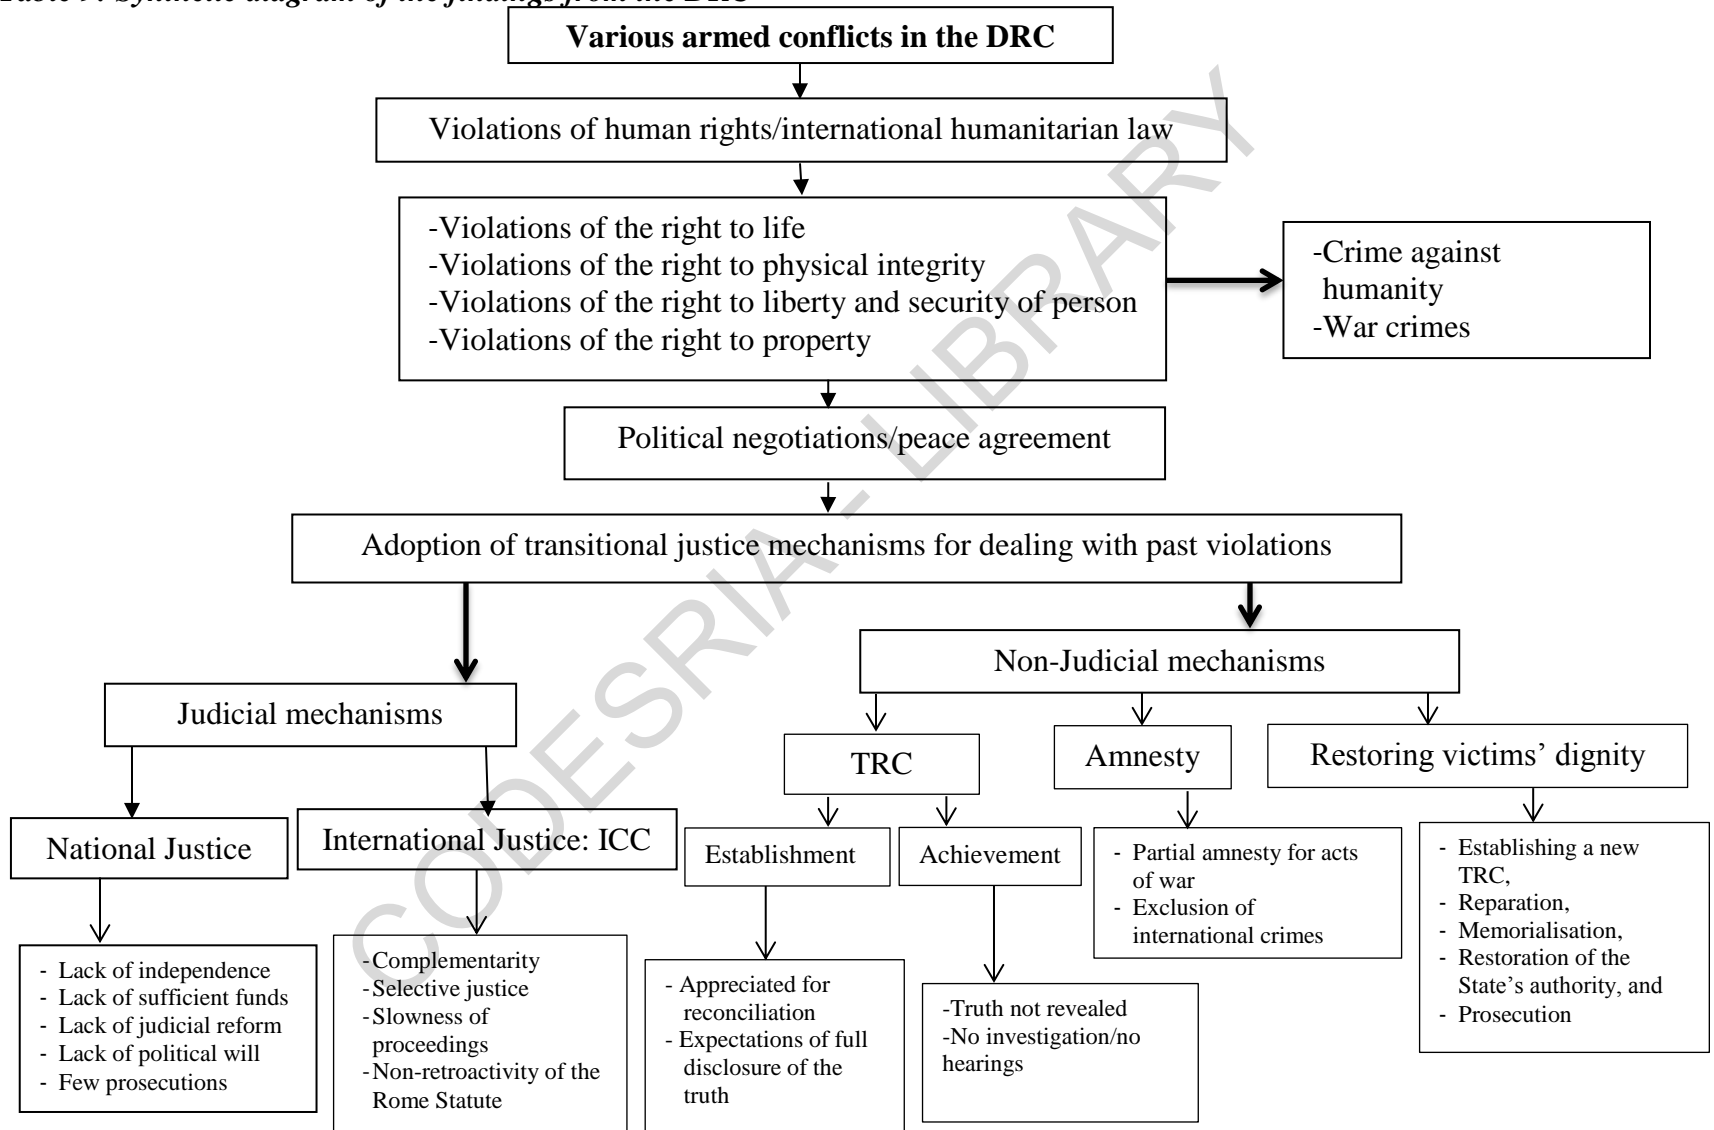 Various armed conflicts in the DRC
Violations of human rights/international humanitarian law
-Violations of the right to life
-Violations of the right to physical integrity
-Violations of the right to liberty and security of person
-Violations of the right to property
-Crime against
humanity
-War crimes
Political negotiations/peace agreement
Adoption of transitional justice mechanisms for dealing with past violations
Judicial mechanisms
Non-Judicial mechanisms
National Justice
International Justice: ICC
TRC
Amnesty
Restoring victims’ dignity
Establishment
Achievement
- Lack of independence
- Lack of sufficient funds
- Lack of judicial reform
- Lack of political will
- Few prosecutions
-Complementarity
-Selective justice
-Slowness of
proceedings
-Non-retroactivity of the
Rome Statute
- Appreciated for
reconciliation
- Expectations of full
disclosure of the
truth
-Truth not revealed
-No investigation/no
hearings
- Partial amnesty for acts
of war
- Exclusion of
international crimes
- Establishing a new
TRC,
- Reparation,
- Memorialisation,
- Restoration of the
State’s authority, and
- Prosecution
CODESRIA - LIBRARY